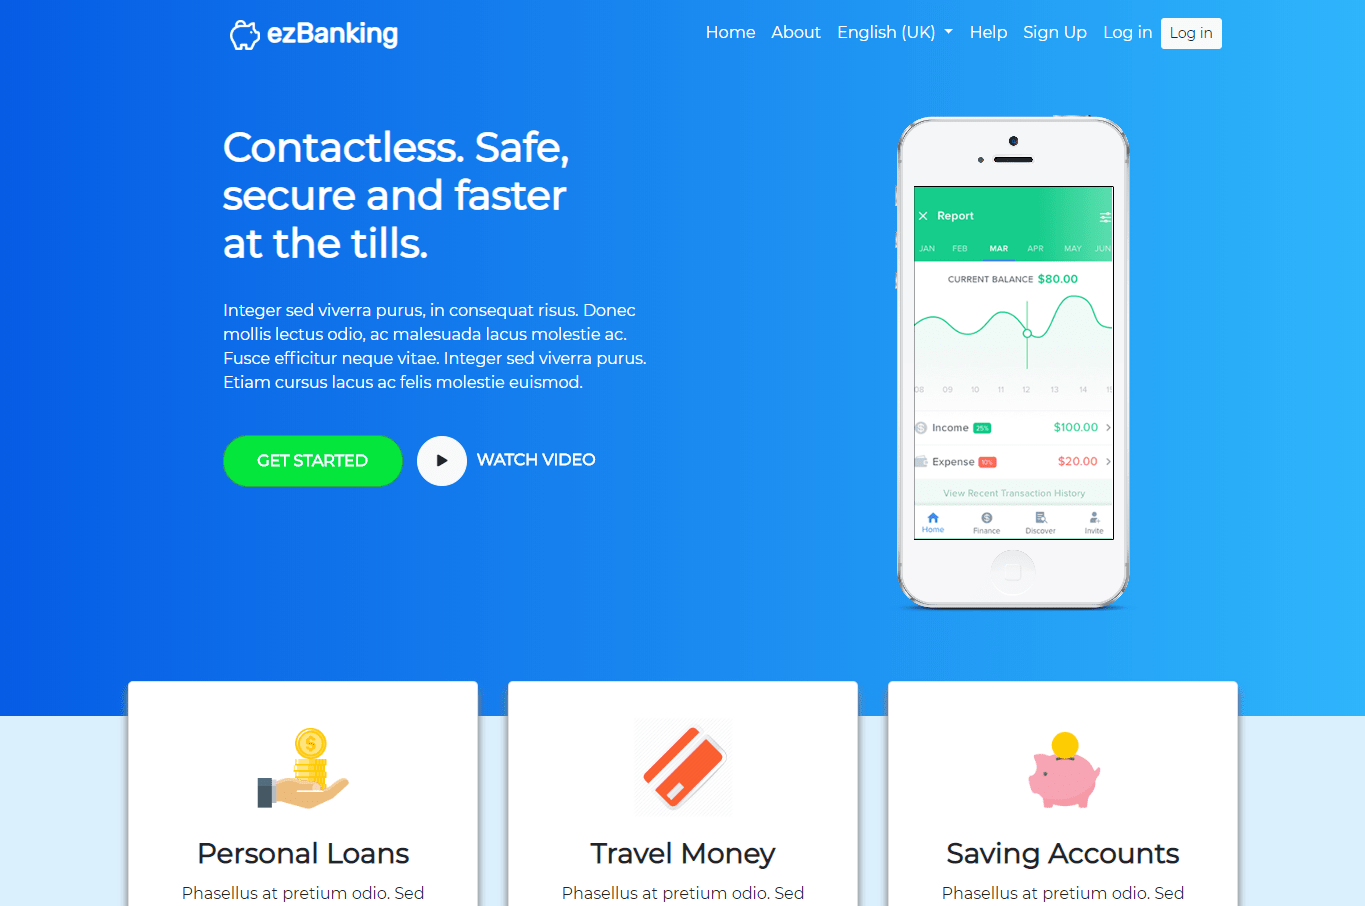 ezBanking
Home About English (UK) Help Sign Up Log in Log in
Contactless. Safe,
secure and faster
at the tills.
Integer sed viverra purus, in consequat risus. Donec
mollis lectus odio, ac malesuada lacus molestie ac.
Fusce efficitur neque vitae. Integer sed viverra purus.
Etiam cursus lacus ac felis molestie euismod.
GET STARTED
WATCH VIDEO
Report
JAN FEB MAR APR MAY JUN
CURRENT BALANCE $80.00
08 09 10 11 12 13 14
Income 25% $100.00
Expense 10% $20.00
View Recent Transaction History
Home Finance Discover Invite
Personal Loans
Phasellus at pretium odio. Sed
Travel Money
Phasellus at pretium odio. Sed
Saving Accounts
Phasellus at pretium odio. Sed